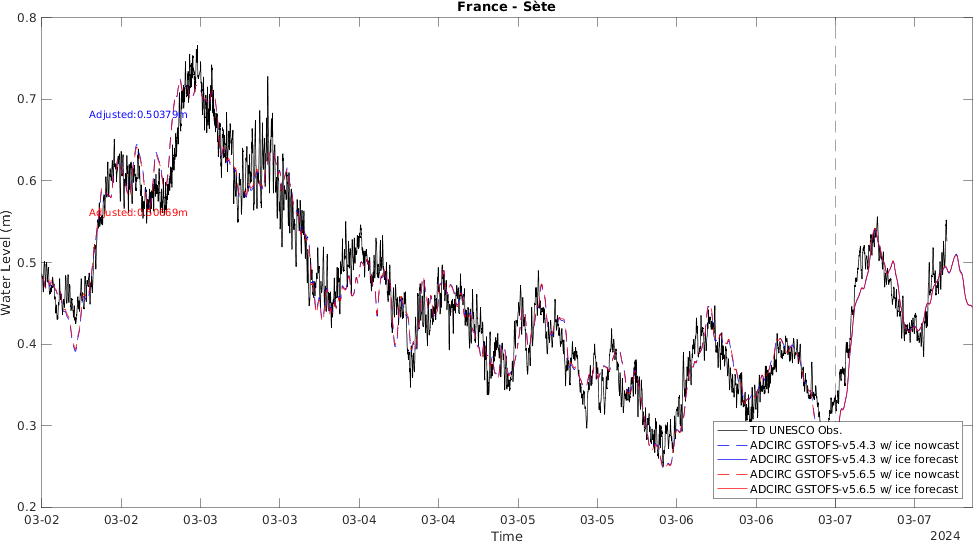 France - Sète
0.8
0.7
0.6
0.5
0.4
0.3
0.2
Water Level (m)
Adjusted:0.50379m
Adjusted:0.50669m
TD UNESCO Obs.
ADCIRC GSTOFS-v5.4.3 w/ ice nowcast
ADCIRC GSTOFS-v5.4.3 w/ ice forecast
ADCIRC GSTOFS-v5.6.5 w/ ice nowcast
ADCIRC GSTOFS-v5.6.5 w/ ice forecast
03-02 03-02 03-03 03-03 03-04 03-04 03-05 03-05 03-06 03-06 03-07 03-07
Time
2024